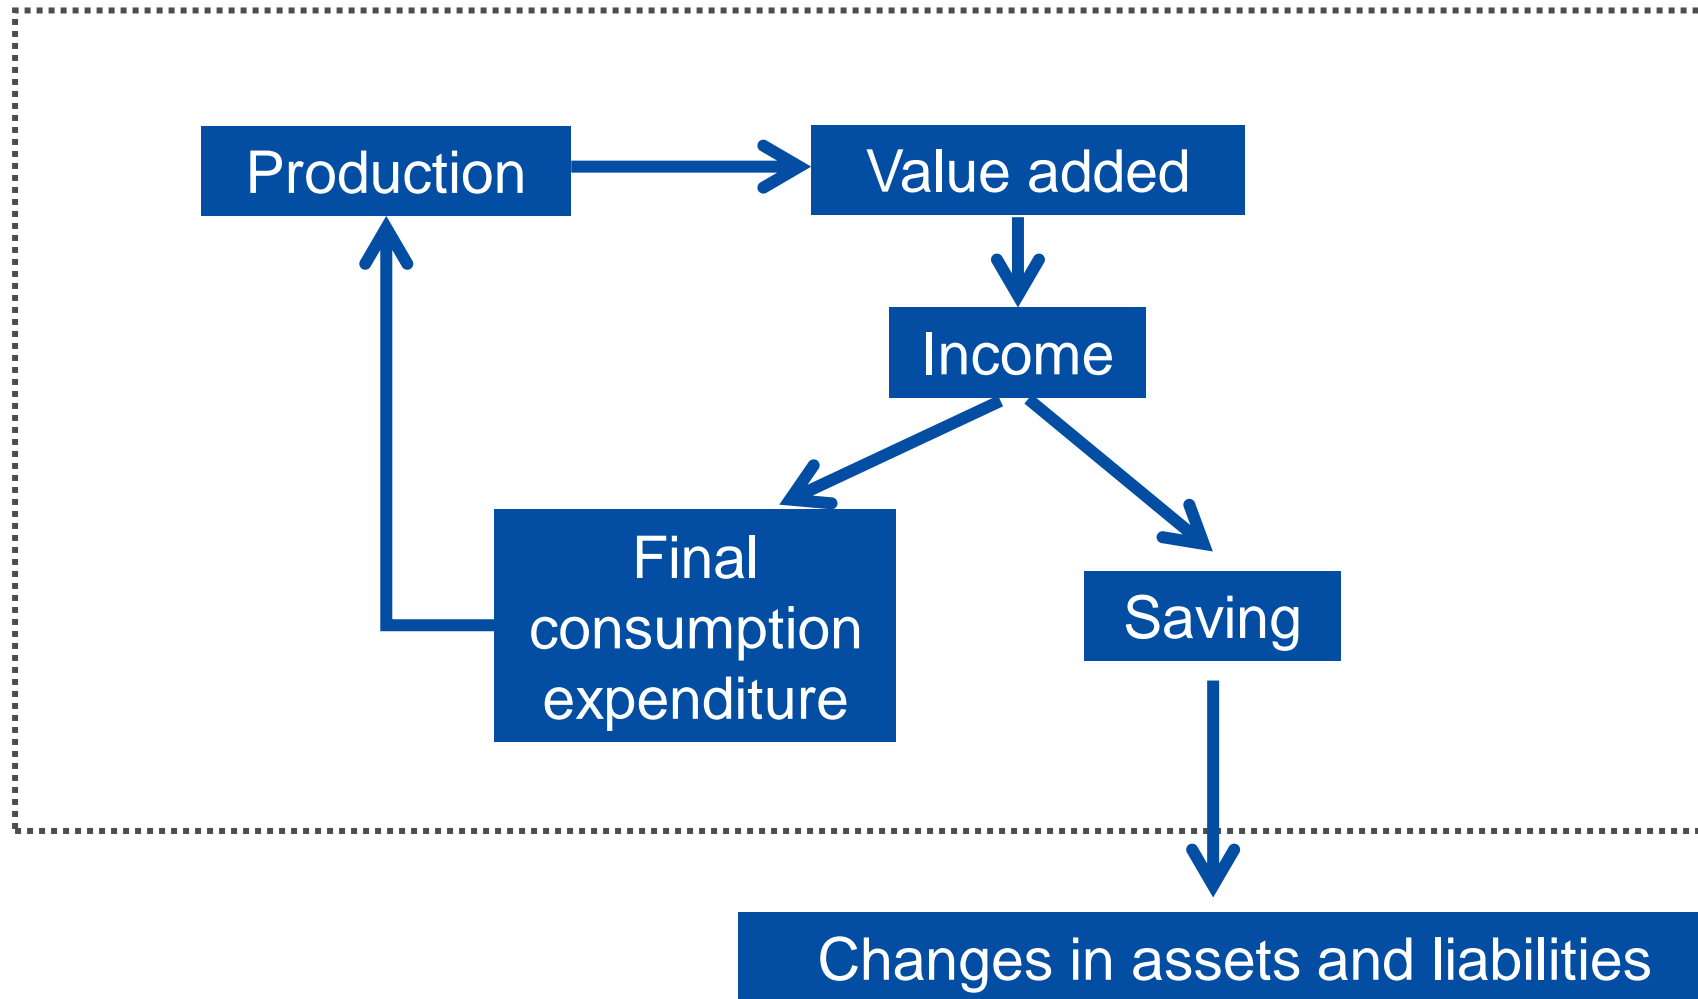 Production
Value added
Income
Final
consumption
expenditure
Saving
Changes in assets and liabilities